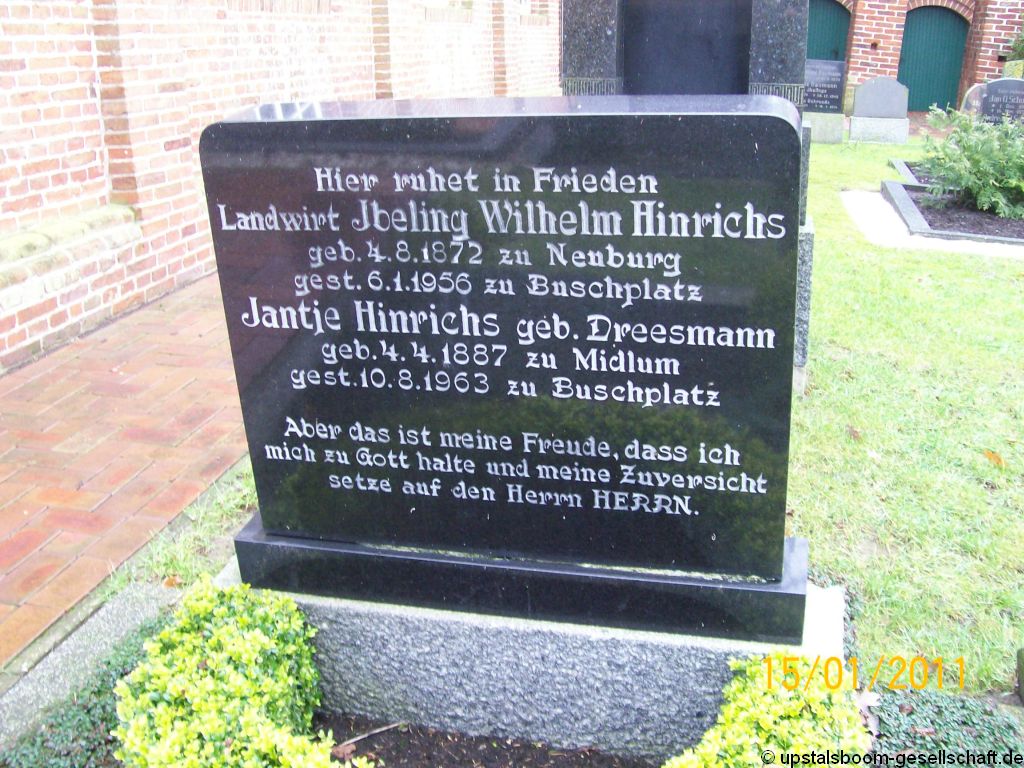 Hier ruhet in Frieden
Landwirt Jbeling Wilhelm Hinrichs
geb. 4.8.1872 zu Neuburg
gest. 6.1.1956 zu Buschplatz
Jantje Hinrichs geb. Dreesmann
geb. 4.4.1887 zu Midlum
gest. 10.8.1963 zu Buschplatz
Aber das ist meine Freude, dass ich
mich zu Gott halte und meine Zuversicht
setze auf den Herrn HERRN.
15/01/2011
© upstalsboom-gesellschaft.de